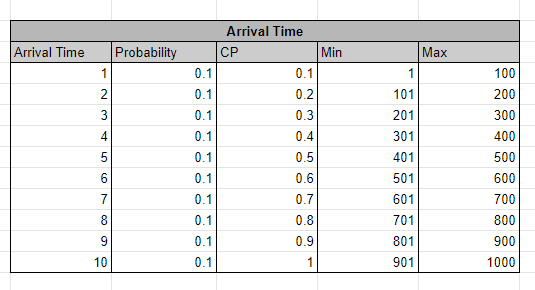 Arrival Time
Arrival Time Probability CP Min Max
1 0.1 0.1 1 100
2 0.1 0.2 101 200
3 0.1 0.3 201 300
4 0.1 0.4 301 400
5 0.1 0.5 401 500
6 0.1 0.6 501 600
7 0.1 0.7 601 700
8 0.1 0.8 701 800
9 0.1 0.9 801 900
10 0.1 1 901 1000